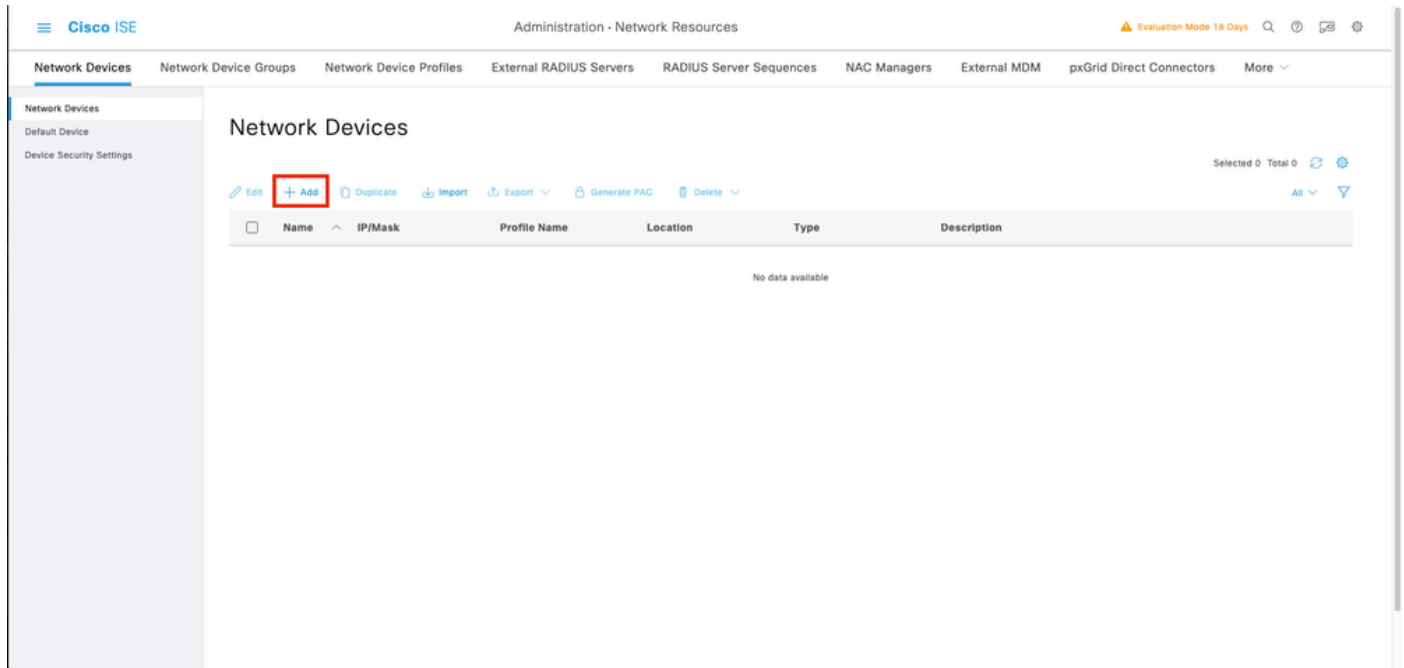 Cisco ISE
Administration · Network Resources
Evaluation Mode 18 Days
Network Devices Network Device Groups Network Device Profiles External RADIUS Servers RADIUS Server Sequences NAC Managers External MDM pxGrid Direct Connectors More
Network Devices
Default Device
Device Security Settings
Network Devices
Selected 0 Total 0
Edit Add Duplicate Import Export Generate PAC Delete All
Name IP/Mask Profile Name Location Type Description
No data available